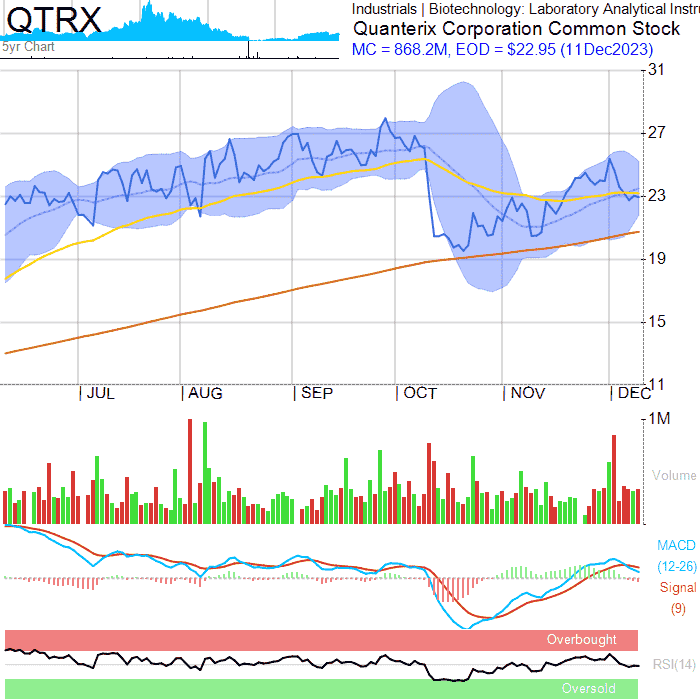 QTRX
5yr Chart
Industrials | Biotechnology: Laboratory Analytical Instru
Quanterix Corporation Common Stock
MC = 868.2M, EOD = $22.95 (11Dec2023)
31
27
23
19
15
11
| JUL | AUG | SEP | OCT | NOV | DEC
1M
Volume
MACD
(12-26)
Signal
(9)
Overbought
RSI(14)
Oversold